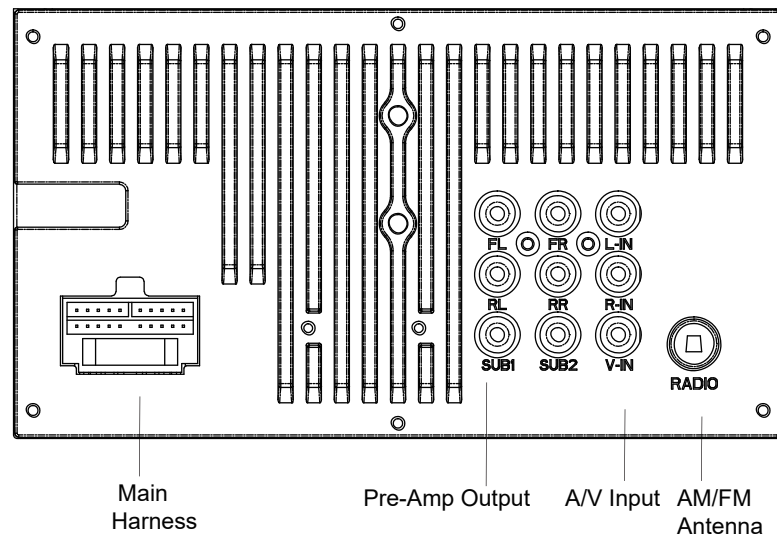 FL FR L-IN
RL RR R-IN
SUB1 SUB2 V-IN
RADIO
Main
Harness
Pre-Amp Output
A/V Input
AM/FM
Antenna